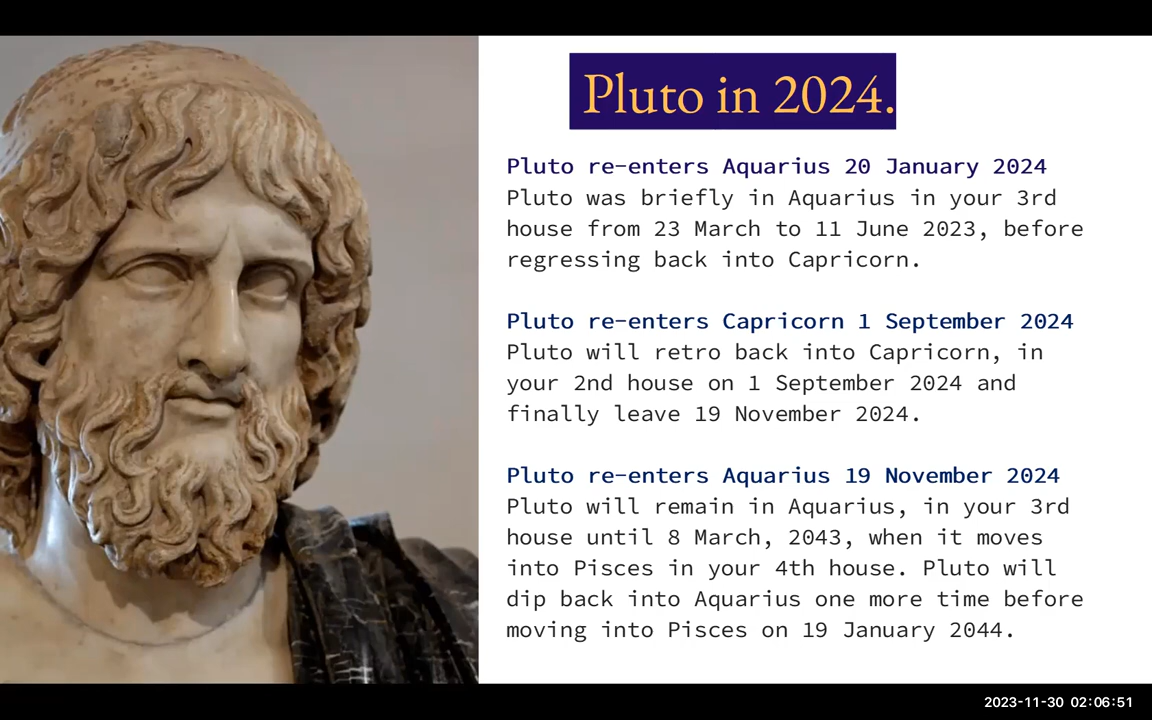 Pluto in 2024.
Pluto re-enters Aquarius 20 January 2024
Pluto was briefly in Aquarius in your 3rd
house from 23 March to 11 June 2023, before
regressing back into Capricorn.
Pluto re-enters Capricorn 1 September 2024
Pluto will retro back into Capricorn, in
your 2nd house on 1 September 2024 and
finally leave 19 November 2024.
Pluto re-enters Aquarius 19 November 2024
Pluto will remain in Aquarius, in your 3rd
house until 8 March, 2043, when it moves
into Pisces in your 4th house. Pluto will
dip back into Aquarius one more time before
moving into Pisces on 19 January 2044.
2023-11-30 02:06:51